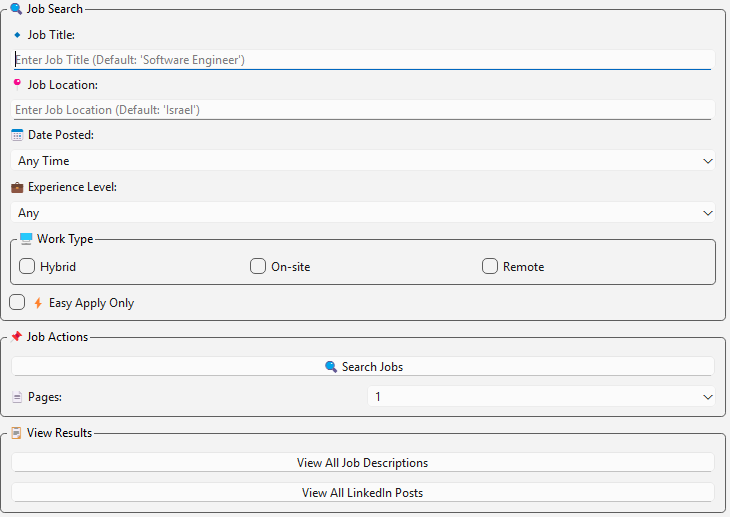 Job Search
Job Title:
Enter Job Title (Default: 'Software Engineer')
Job Location:
Enter Job Location (Default: 'Israel')
Date Posted:
Any Time
Experience Level:
Any
Work Type
Hybrid On-site Remote
Easy Apply Only
Job Actions
Search Jobs
Pages: 1
View Results
View All Job Descriptions
View All LinkedIn Posts